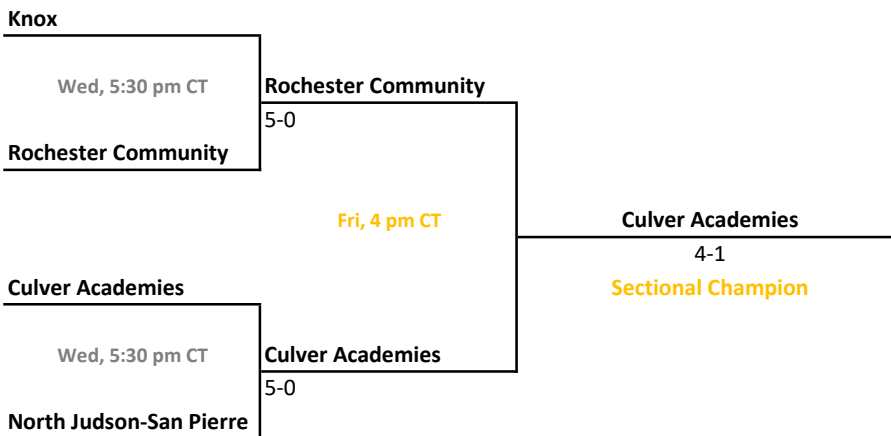 Knox
Wed, 5:30 pm CT
Rochester Community
5-0
Rochester Community
Fri, 4 pm CT
Culver Academies
4-1
Sectional Champion
Culver Academies
Wed, 5:30 pm CT
Culver Academies
5-0
North Judson-San Pierre